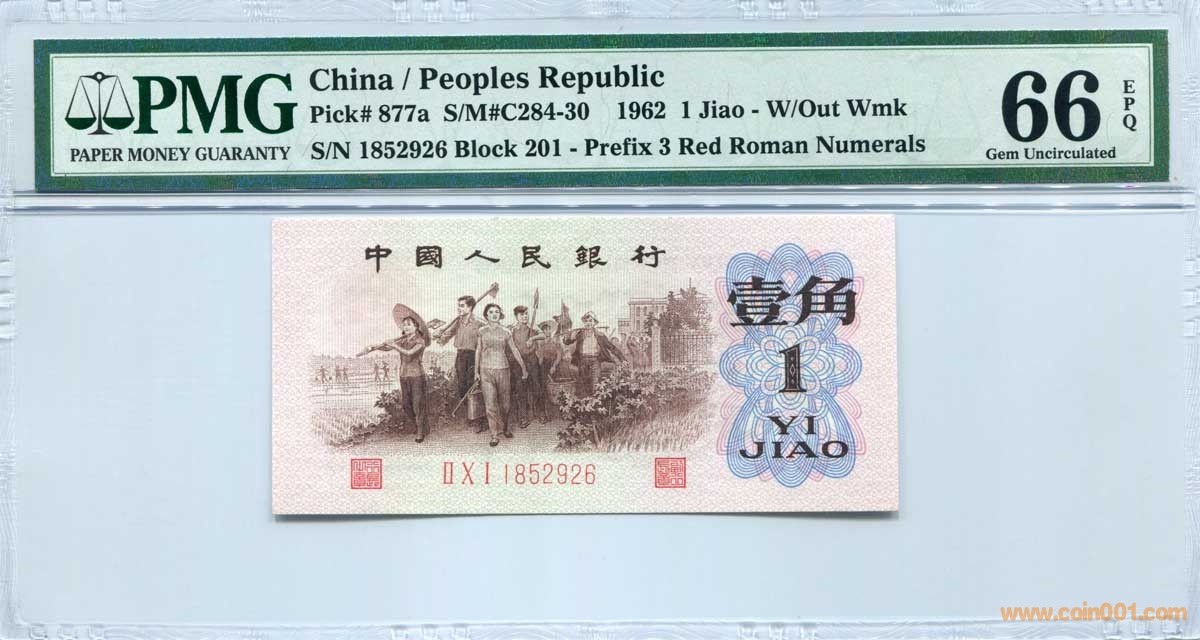 PMG
PAPER MONEY GUARANTY
China / Peoples Republic
Pick# 877a S/M#C284-30 1962 1 Jiao - W/Out Wmk
S/N 1852926 Block 201 - Prefix 3 Red Roman Numerals
66
EPQ
Gem Uncirculated
中國人民銀行
壹角
1
YI
JIAO
II X I 1852926
www.coin001.com